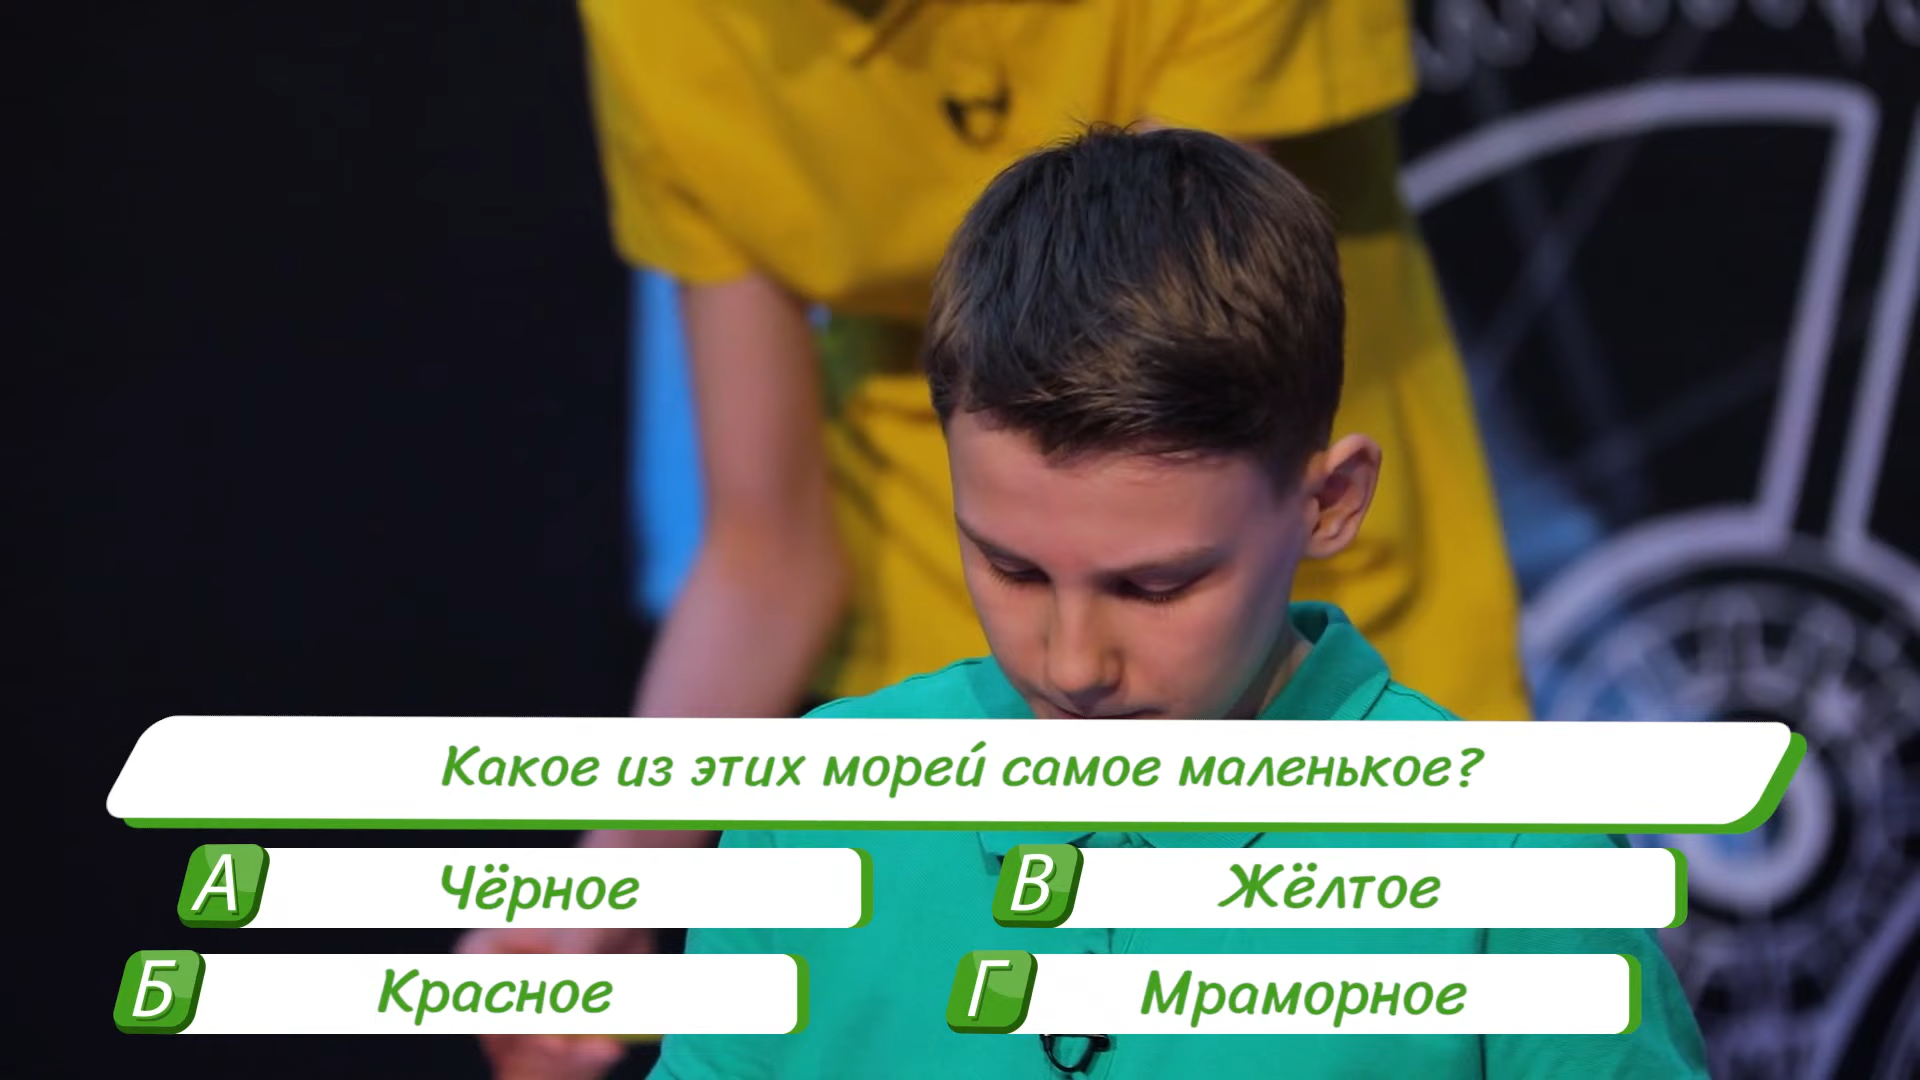 Какое из этих морей самое маленькое?
А Чёрное
В Жёлтое
Б Красное
Г Мраморное